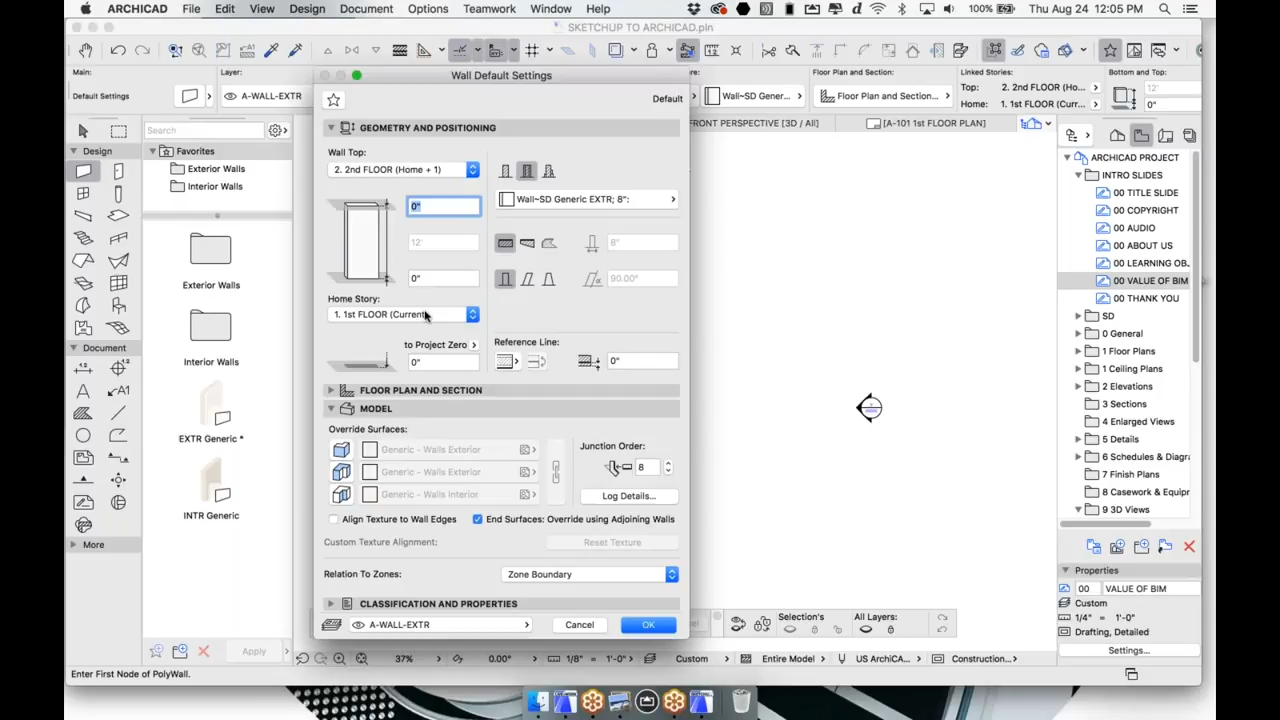 ARCHICAD File Edit View Design Document Options Teamwork Window Help 100% Thu Aug 24 12:05 PM
SKETCHUP TO ARCHICAD.pln
Main:
Default Settings
Layer:
A-WALL-EXTR
Wall~SD Gener...
Floor Plan and Section:
Floor Plan and Section...
Linked Stories:
Top: 2. 2nd FLOOR (Ho...
Home: 1. 1st FLOOR (Curr...
Bottom and Top:
12'
0"
Wall Default Settings
Default
FRONT PERSPECTIVE [3D / All]
[A-101 1st FLOOR PLAN]
Search
Design
Document
More
Favorites
Exterior Walls
Interior Walls
Exterior Walls
Interior Walls
EXTR Generic *
INTR Generic
Apply
GEOMETRY AND POSITIONING
Wall Top:
2. 2nd FLOOR (Home + 1)
0"
12'
0"
Home Story:
1. 1st FLOOR (Current)
to Project Zero
0"
Wall~SD Generic EXTR; 8":
8"
90.00°
Reference Line:
0"
FLOOR PLAN AND SECTION
MODEL
Override Surfaces:
Generic - Walls Exterior
Generic - Walls Exterior
Generic - Walls Interior
Junction Order:
8
Log Details...
Align Texture to Wall Edges
End Surfaces: Override using Adjoining Walls
Custom Texture Alignment:
Reset Texture
Relation To Zones:
Zone Boundary
CLASSIFICATION AND PROPERTIES
A-WALL-EXTR
Cancel
OK
Selection's
All Layers:
ARCHICAD PROJECT
INTRO SLIDES
00 TITLE SLIDE
00 COPYRIGHT
00 AUDIO
00 ABOUT US
00 LEARNING OBJ
00 VALUE OF BIM
00 THANK YOU
SD
0 General
1 Floor Plans
1 Ceiling Plans
2 Elevations
3 Sections
4 Enlarged Views
5 Details
6 Schedules & Diagra
7 Finish Plans
8 Casework & Equip
9 3D Views
Properties
00 VALUE OF BIM
Custom
1/4" = 1'-0"
Drafting, Detailed
Settings...
37% 0.00° 1/8" = 1'-0" Custom Entire Model US ArchiCA... Construction...
Enter First Node of PolyWall.